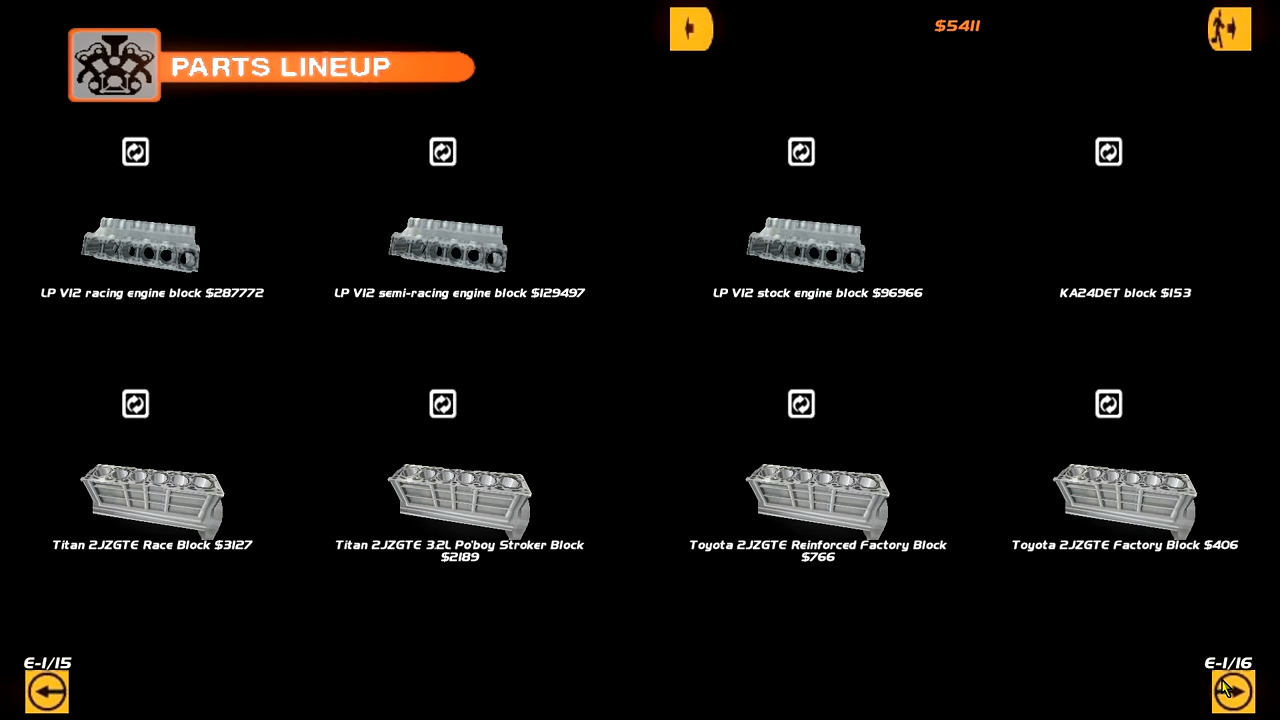 $5411
PARTS LINEUP
LP V12 racing engine block $287772
LP V12 semi-racing engine block $129497
LP V12 stock engine block $96966
KA24DET block $153
Titan 2JZGTE Race Block $3127
Titan 2JZGTE 3.2L Po'boy Stroker Block
$2189
Toyota 2JZGTE Reinforced Factory Block
$766
Toyota 2JZGTE Factory Block $406
E-1/15
E-1/16